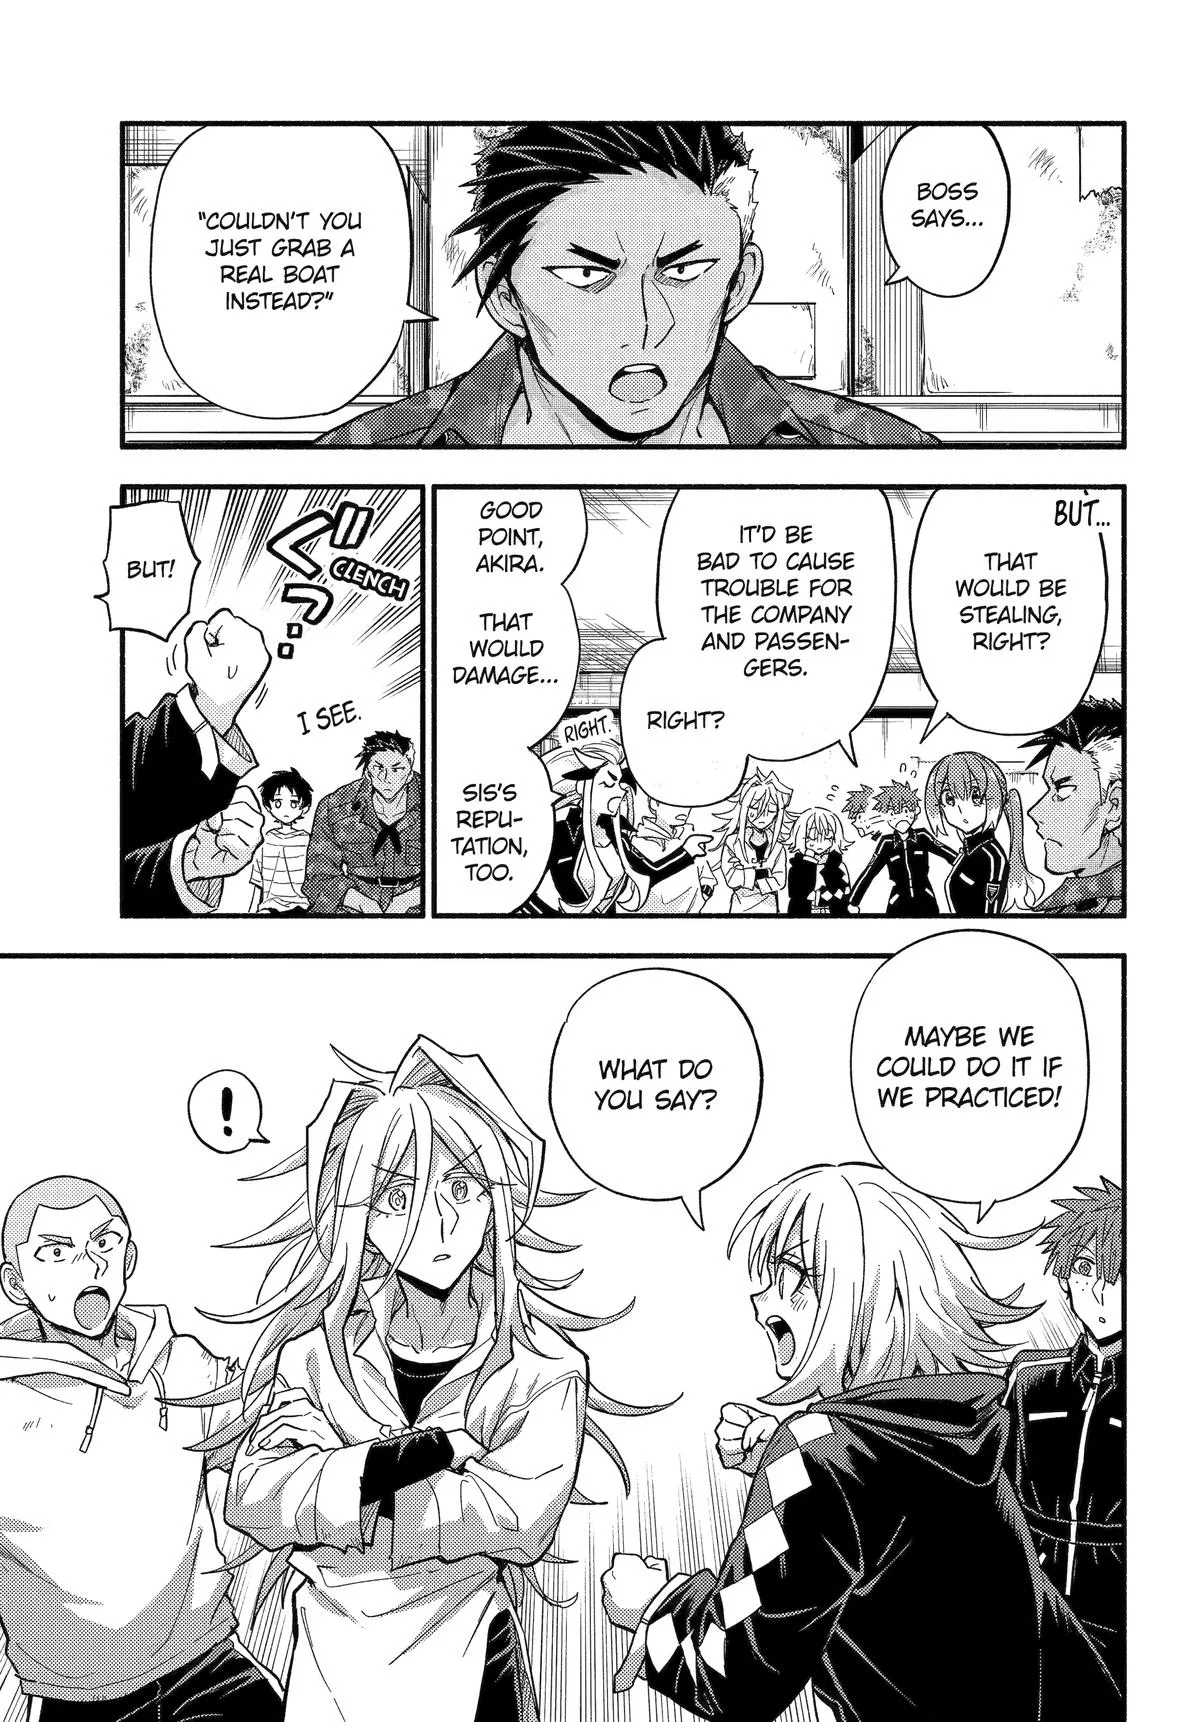 BOSS
SAYS...
"COULDN'T YOU
JUST GRAB A
REAL BOAT
INSTEAD?"
BUT...
THAT
WOULD BE
STEALING,
RIGHT?
IT'D BE
BAD TO CAUSE
TROUBLE FOR
THE COMPANY
AND PASSEN-
GERS.
RIGHT?
RIGHT.
GOOD
POINT,
AKIRA.
THAT
WOULD
DAMAGE...
SIS'S
REPU-
TATION,
TOO.
I SEE.
グッ
CLENCH
BUT!
MAYBE WE
COULD DO IT IF
WE PRACTICED!
WHAT DO
YOU SAY?
!